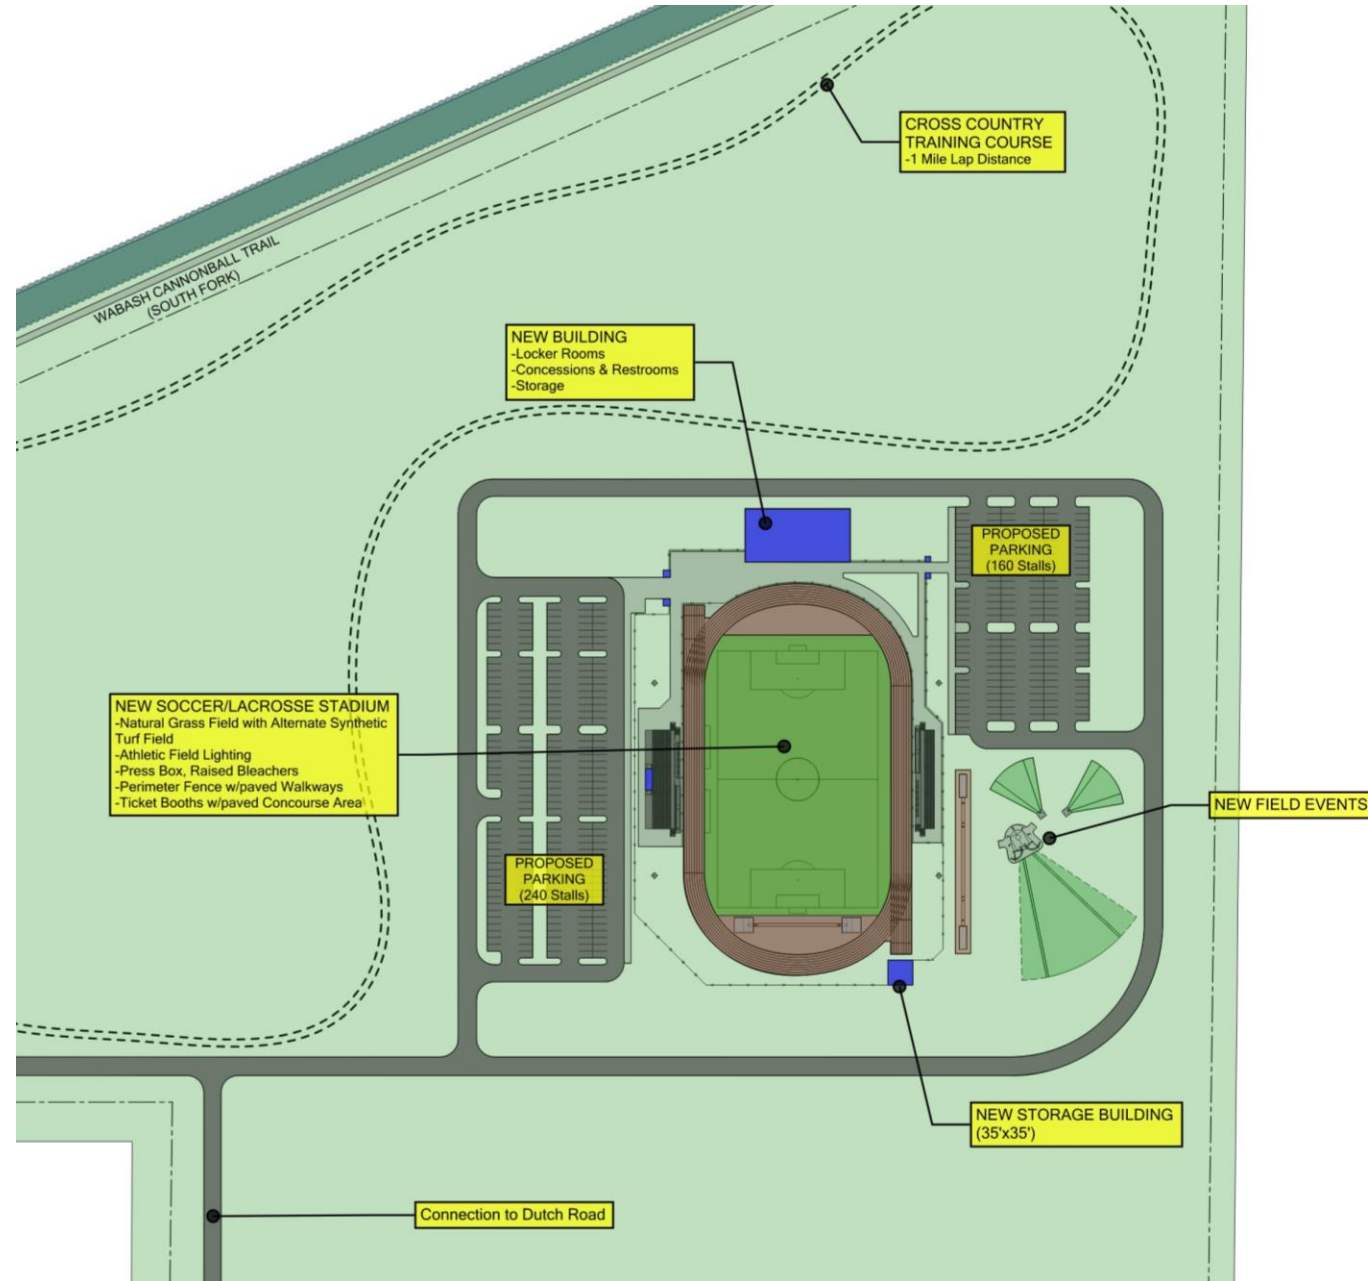 CROSS COUNTRY
TRAINING COURSE
-1 Mile Lap Distance
WABASH CANNONBALL TRAIL
(SOUTH FORK)
NEW BUILDING
-Locker Rooms
-Concessions & Restrooms
-Storage
PROPOSED
PARKING
(160 Stalls)
NEW SOCCER/LACROSSE STADIUM
-Natural Grass Field with Alternate Synthetic
Turf Field
-Athletic Field Lighting
-Press Box, Raised Bleachers
-Perimeter Fence w/paved Walkways
-Ticket Booths w/paved Concourse Area
NEW FIELD EVENTS
PROPOSED
PARKING
(240 Stalls)
NEW STORAGE BUILDING
(35'x35')
Connection to Dutch Road